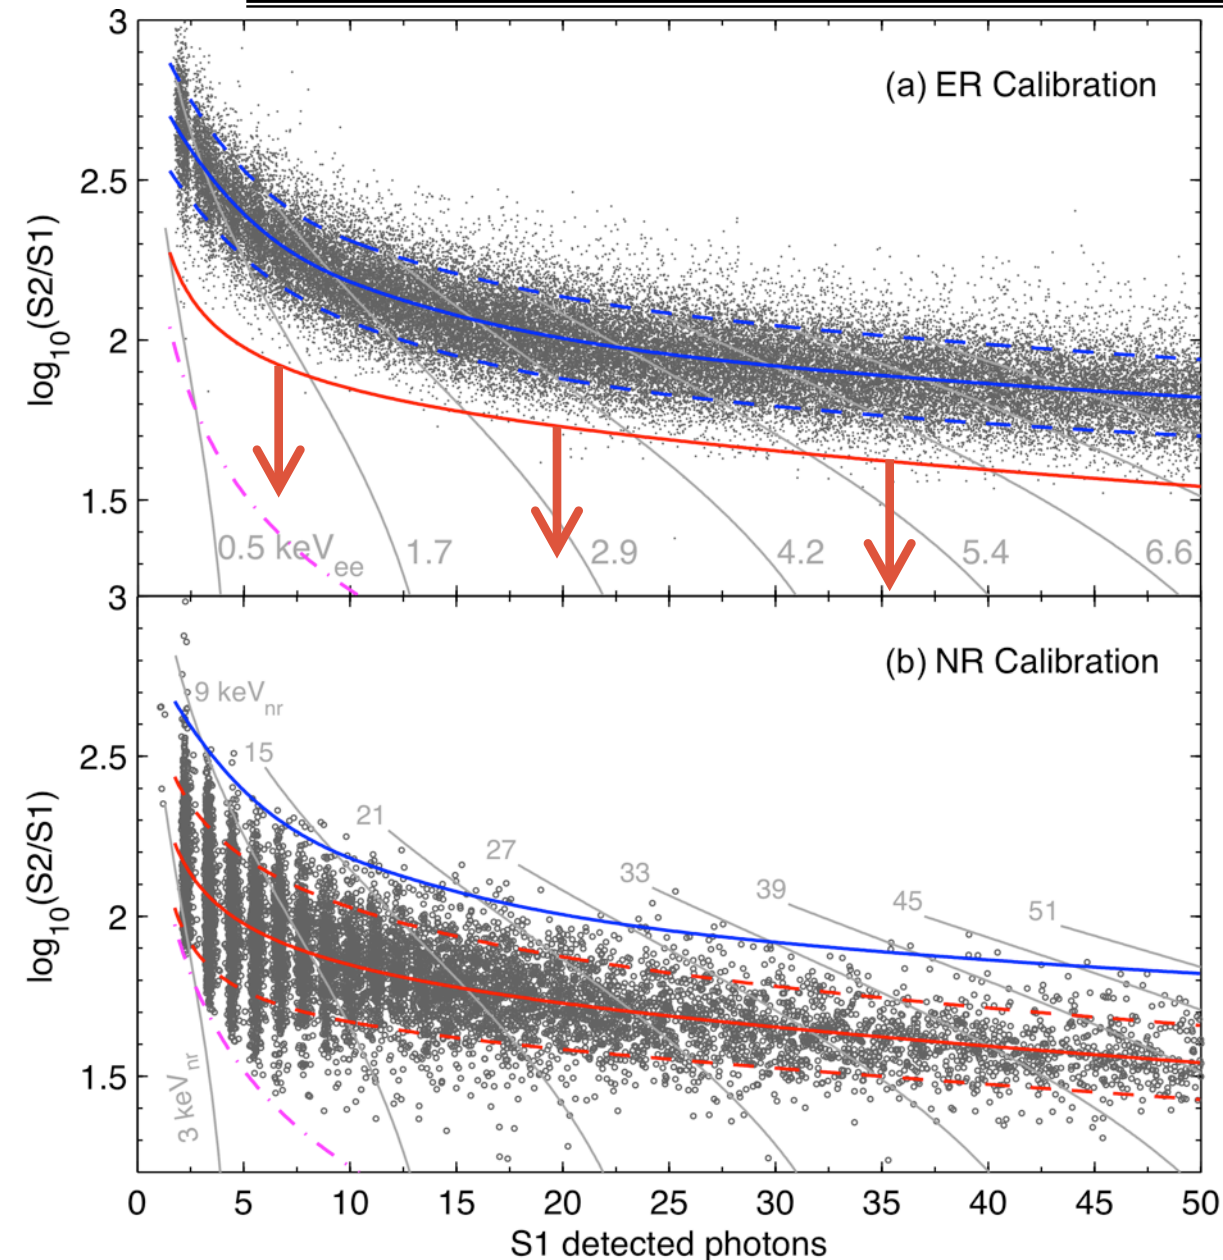 3
(a) ER Calibration
2.5
log10(S2/S1)
2
1.5
0.5 keVee 1.7 2.9 4.2 5.4 6.6
3
(b) NR Calibration
9 keVnr
2.5
15
21
27
33
39
45
51
log10(S2/S1)
2
1.5
3 keVnr
0 5 10 15 20 25 30 35 40 45 50
S1 detected photons